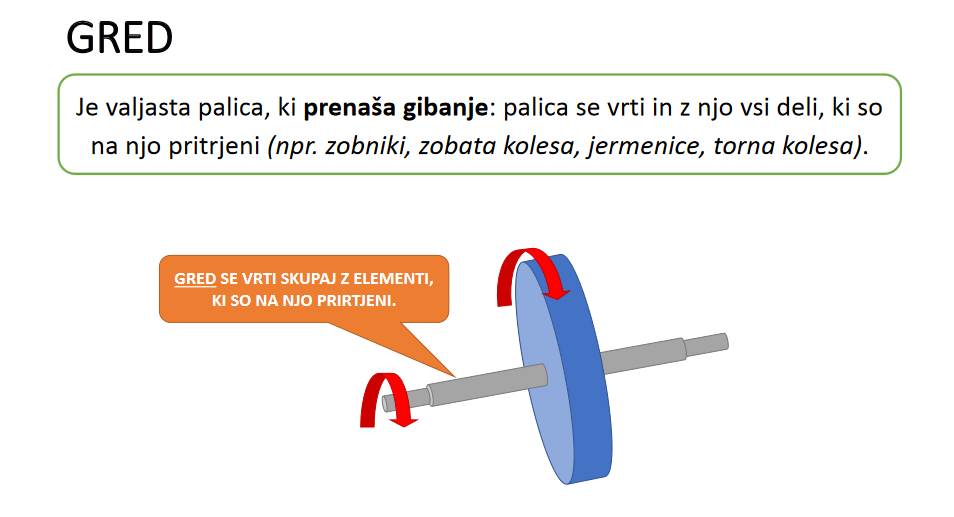 GRED
Je valjasta palica, ki prenaša gibanje: palica se vrti in z njo vsi deli, ki so
na njo pritrjeni (npr. zobniki, zobata kolesa, jermenice, torna kolesa).
GRED SE VRTI SKUPAJ Z ELEMENTI,
KI SO NA NJO PRIRTJENI.